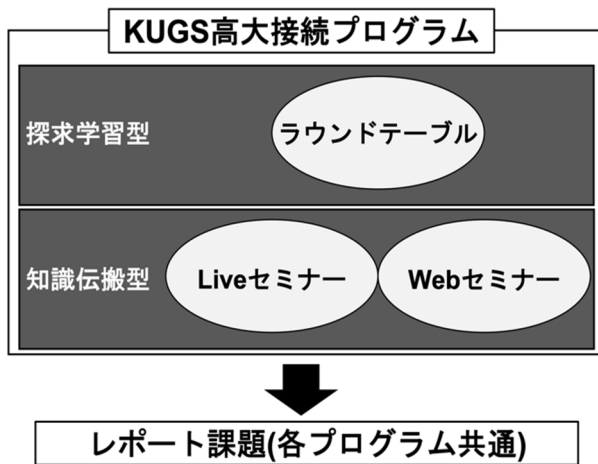 KUGS高大接続プログラム
探求学習型
ラウンドテーブル
知識伝搬型
Liveセミナー
Webセミナー
レポート課題(各プログラム共通)